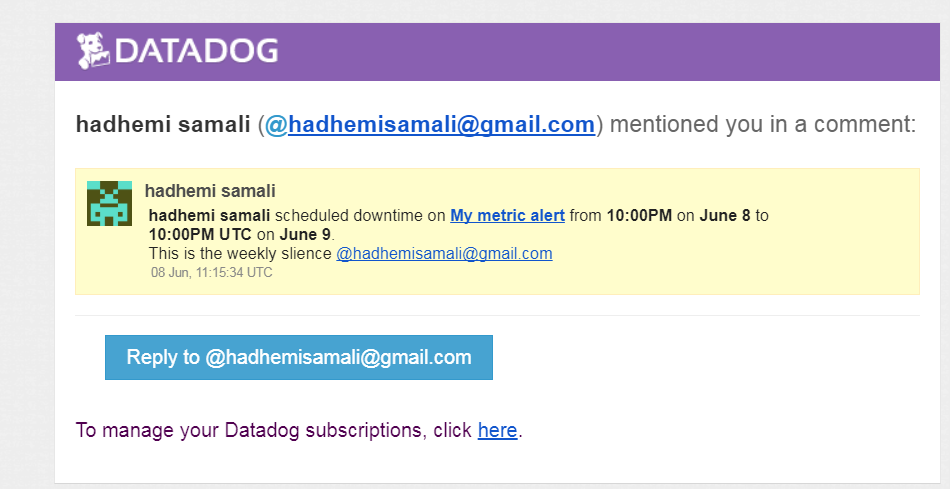 DATADOG
hadhemi samali (@hadhemisamali@gmail.com) mentioned you in a comment:
hadhemi samali
hadhemi samali scheduled downtime on My metric alert from 10:00PM on June 8 to
10:00PM UTC on June 9.
This is the weekly slience @hadhemisamali@gmail.com
08 Jun, 11:15:34 UTC
Reply to @hadhemisamali@gmail.com
To manage your Datadog subscriptions, click here.